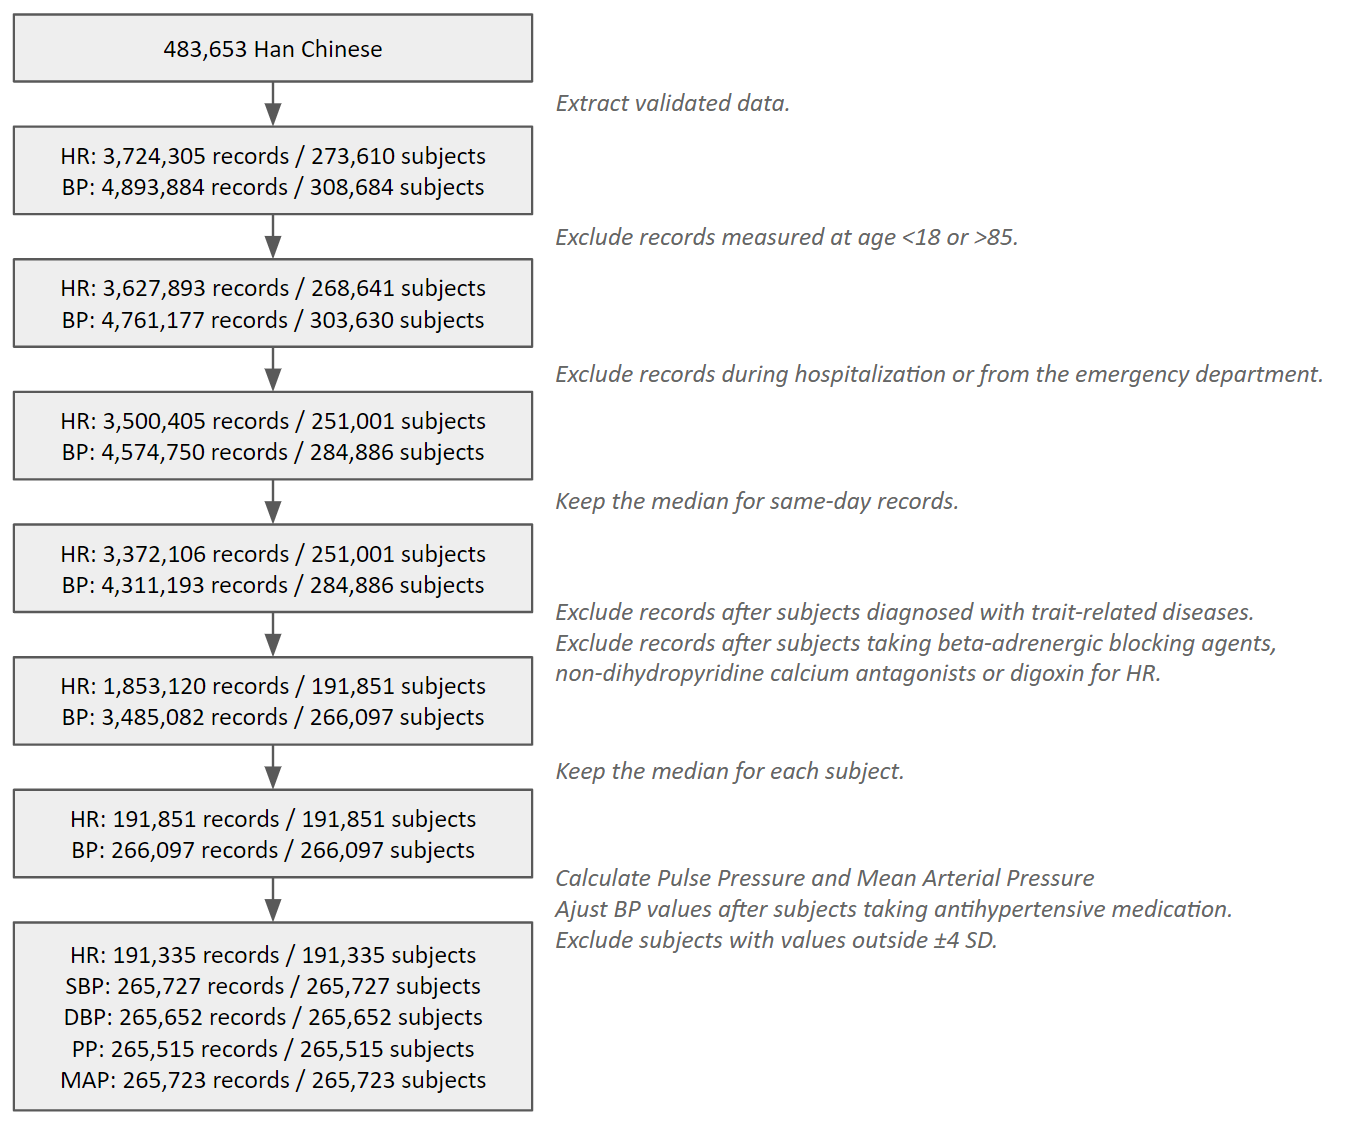 483,653 Han Chinese
Extract validated data.
HR: 3,724,305 records / 273,610 subjects
BP: 4,893,884 records / 308,684 subjects
Exclude records measured at age <18 or >85.
HR: 3,627,893 records / 268,641 subjects
BP: 4,761,177 records / 303,630 subjects
Exclude records during hospitalization or from the emergency department.
HR: 3,500,405 records / 251,001 subjects
BP: 4,574,750 records / 284,886 subjects
Keep the median for same-day records.
HR: 3,372,106 records / 251,001 subjects
BP: 4,311,193 records / 284,886 subjects
Exclude records after subjects diagnosed with trait-related diseases.
Exclude records after subjects taking beta-adrenergic blocking agents,
non-dihydropyridine calcium antagonists or digoxin for HR.
HR: 1,853,120 records / 191,851 subjects
BP: 3,485,082 records / 266,097 subjects
Keep the median for each subject.
HR: 191,851 records / 191,851 subjects
BP: 266,097 records / 266,097 subjects
Calculate Pulse Pressure and Mean Arterial Pressure
Ajust BP values after subjects taking antihypertensive medication.
Exclude subjects with values outside ±4 SD.
HR: 191,335 records / 191,335 subjects
SBP: 265,727 records / 265,727 subjects
DBP: 265,652 records / 265,652 subjects
PP: 265,515 records / 265,515 subjects
MAP: 265,723 records / 265,723 subjects